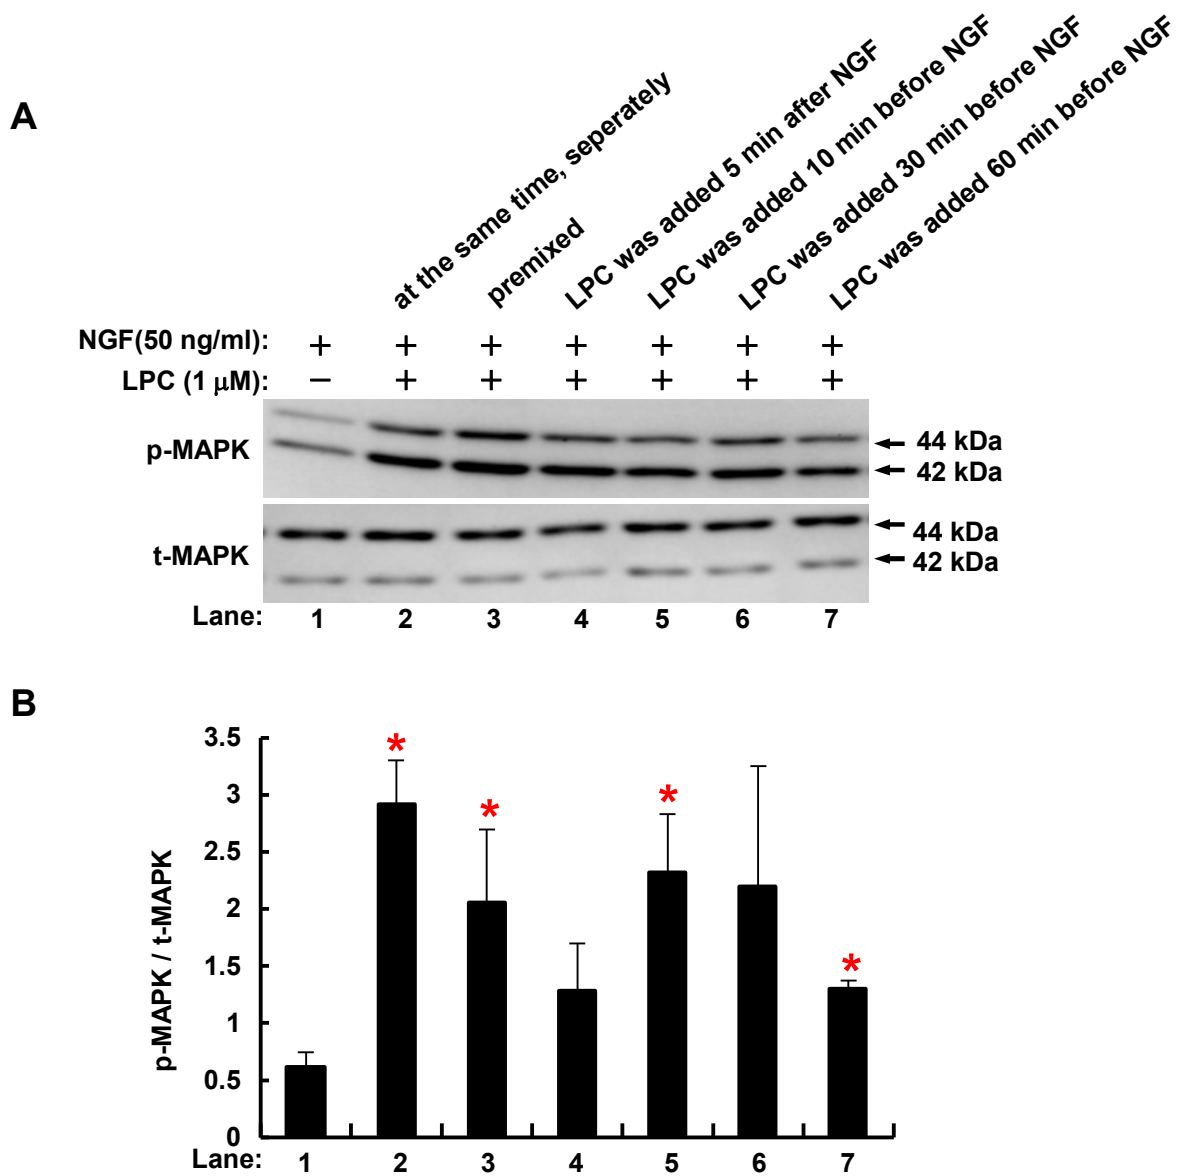 A
at the same time, seperately
premixed
LPC was added 5 min after NGF
LPC was added 10 min before NGF
LPC was added 30 min before NGF
LPC was added 60 min before NGF
NGF(50 ng/ml): + + + + + + +
LPC (1 μM): − + + + + + +
p-MAPK
44 kDa
42 kDa
t-MAPK
44 kDa
42 kDa
Lane: 1 2 3 4 5 6 7
B
p-MAPK / t-MAPK
3.5
3
2.5
2
1.5
1
0.5
0
* * * *
Lane: 1 2 3 4 5 6 7